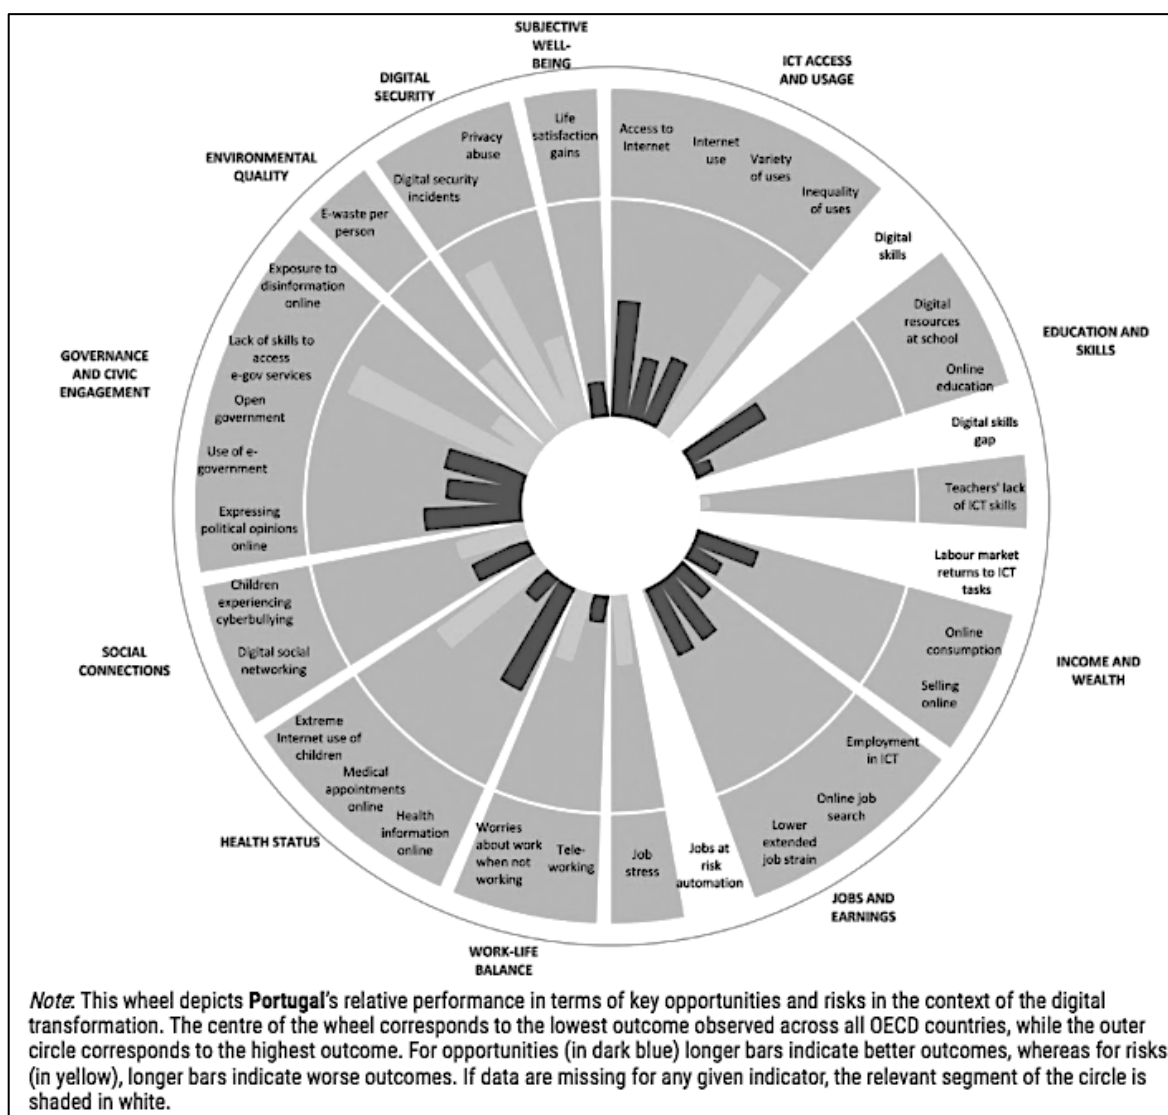 SUBJECTIVE
WELL-
BEING
ICT ACCESS
AND USAGE
DIGITAL
SECURITY
ENVIRONMENTAL
QUALITY
GOVERNANCE
AND CIVIC
ENGAGEMENT
SOCIAL
CONNECTIONS
HEALTH STATUS
WORK-LIFE
BALANCE
JOBS AND
EARNINGS
INCOME AND
WEALTH
EDUCATION AND
SKILLS
Life
satisfaction
gains
Access to
Internet
Internet
use
Variety
of uses
Inequality
of uses
Digital
skills
Digital
resources
at school
Online
education
Digital skills
gap
Teachers' lack
of ICT skills
Labour market
returns to ICT
tasks
Online
consumption
Selling
online
Employment
in ICT
Online job
search
Lower
extended
job strain
Jobs at
risk
automation
Job
stress
Tele-
working
Worries
about work
when not
working
Health
information
online
Medical
appointments
online
Extreme
Internet use of
children
Digital social
networking
Children
experiencing
cyberbullying
Expressing
political opinions
online
Use of e-
government
Open
government
Lack of skills to
access
e-gov services
Exposure to
disinformation
online
E-waste per
person
Digital security
incidents
Privacy
abuse
Note: This wheel depicts Portugal's relative performance in terms of key opportunities and risks in the context of the digital
transformation. The centre of the wheel corresponds to the lowest outcome observed across all OECD countries, while the outer
circle corresponds to the highest outcome. For opportunities (in dark blue) longer bars indicate better outcomes, whereas for risks
(in yellow), longer bars indicate worse outcomes. If data are missing for any given indicator, the relevant segment of the circle is
shaded in white.